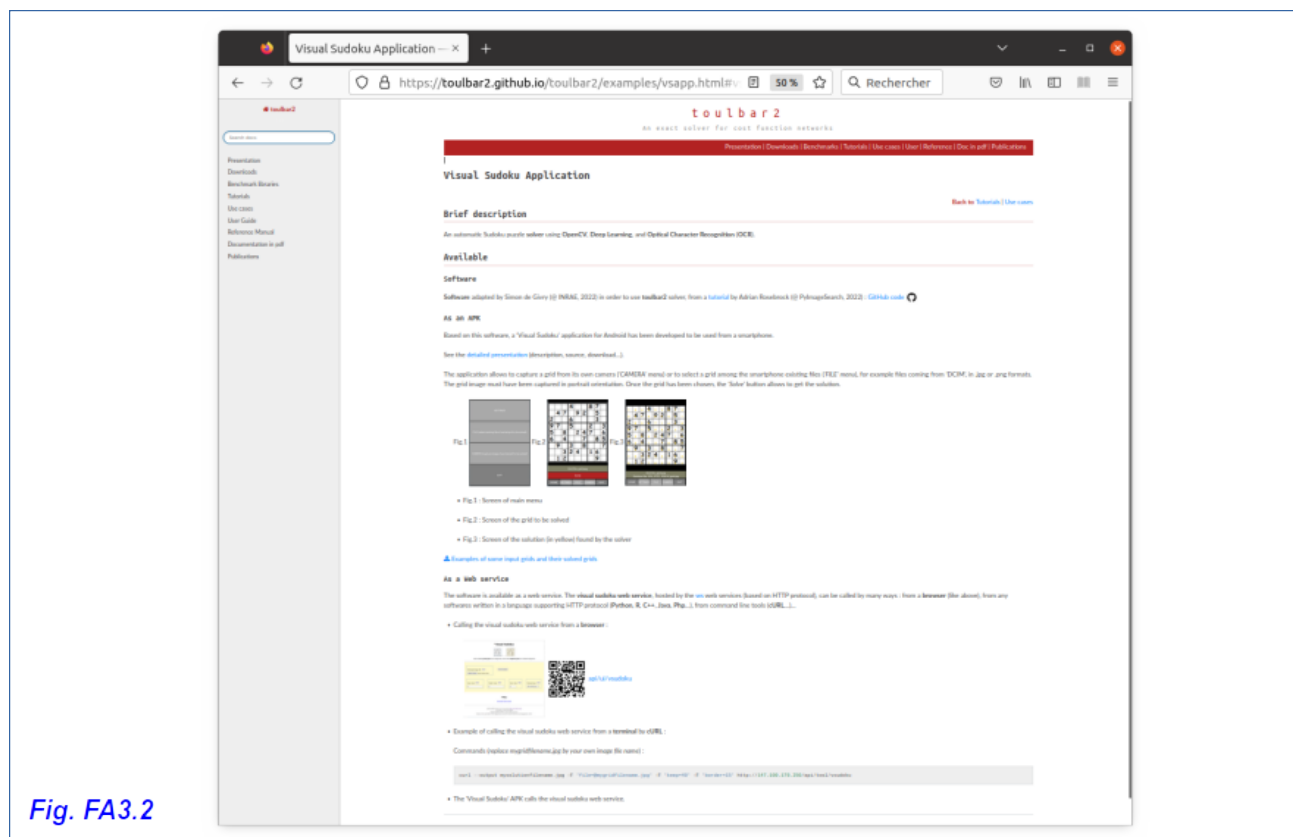 Visual Sudoku Application — ×
+
https://toulbar2.github.io/toulbar2/examples/vsapp.html#v
50 %
Rechercher
toulbar2
Search docs
Presentation
Downloads
Benchmark libraries
Tutorials
Use cases
User Guide
Reference Manual
Documentation in pdf
Publications
toulbar2
An exact solver for cost function networks
Presentation | Downloads | Benchmarks | Tutorials | Use cases | User | Reference | Doc in pdf | Publications
Visual Sudoku Application
Back to Tutorials | Use cases
Brief description
An automatic Sudoku puzzle solver using OpenCV, Deep Learning, and Optical Character Recognition (OCR).
Available
Software
Software adapted by Simon de Givry (@ INRAE, 2022) in order to use toulbar2 solver, from a tutorial by Adrian Rosebrock (@ PyImageSearch, 2022) : GitHub code
As an APK
Based on this software, a 'Visual Sudoku' application for Android has been developed to be used from a smartphone.
See the detailed presentation (description, source, download...).
The application allows to capture a grid from its own camera ('CAMERA' menu) or to select a grid among the smartphone existing files ('FILE' menu), for example files coming from 'DCIM', in .jpg or .png formats.
The grid image must have been captured in portrait orientation. Once the grid has been chosen, the 'Solve' button allows to get the solution.
Fig.1
Fig.2
Fig.3
Fig.1 : Screen of main menu
Fig.2 : Screen of the grid to be solved
Fig.3 : Screen of the solution (in yellow) found by the solver
Examples of some input grids and their solved grids
As a Web service
The software is available as a web service. The visual sudoku web service, hosted by the ws web services (based on HTTP protocol), can be called by many ways : from a browser (like above), from any
softwares written in a language supporting HTTP protocol (Python, R, C++, Java, Php...), from command line tools (cURL...)...
Calling the visual sudoku web service from a browser :
api/ui/vsudoku
Example of calling the visual sudoku web service from a terminal by cURL :
Commands (replace mygridfilename.jpg by your own image file name) :
curl --output mysolutionfilename.jpg -F 'file=@mygridfilename.jpg' -F
The 'Visual Sudoku' APK calls the visual sudoku web service.
Fig. FA3.2